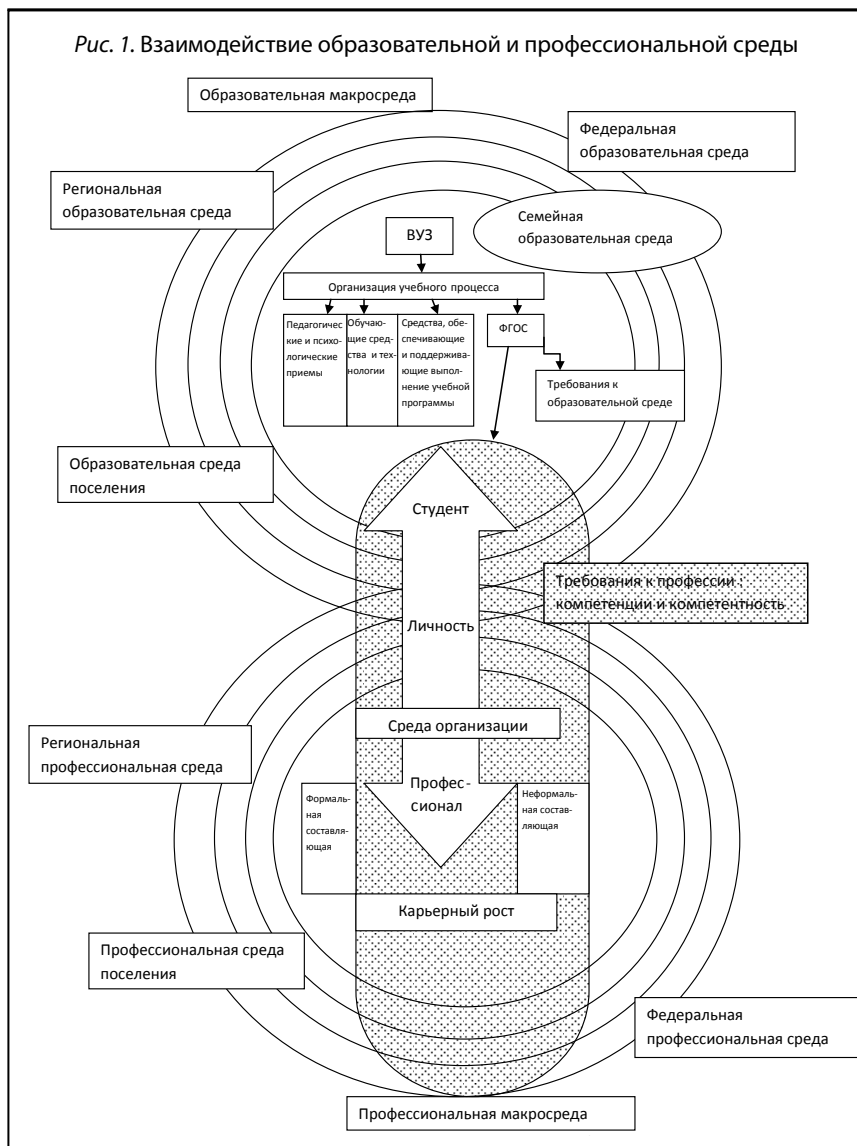 Рис. 1. Взаимодействие образовательной и профессиональной среды
Образовательная макросреда
Федеральная
образовательная среда
Региональная
образовательная среда
Семейная
образовательная среда
ВУЗ
Организация учебного процесса
Педагогичес-
кие и психо-
логические
приемы
Обучаю-
щие сред-
ства и тех-
нологии
Средства, обе-
спечивающие
и поддержива-
ющие выпол-
нение учебной
программы
ФГОС
Требования к
образовательной среде
Образовательная среда
поселения
Студент
Требования к профессии :
компетенции и компетентность
Личность
Среда организации
Региональная
профессиональная среда
Профес-
сионал
Формаль-
ная
составля-
ющая
Неформаль-
ная состав-
ляющая
Карьерный рост
Профессиональная среда
поселения
Федеральная
профессиональная среда
Профессиональная макросреда